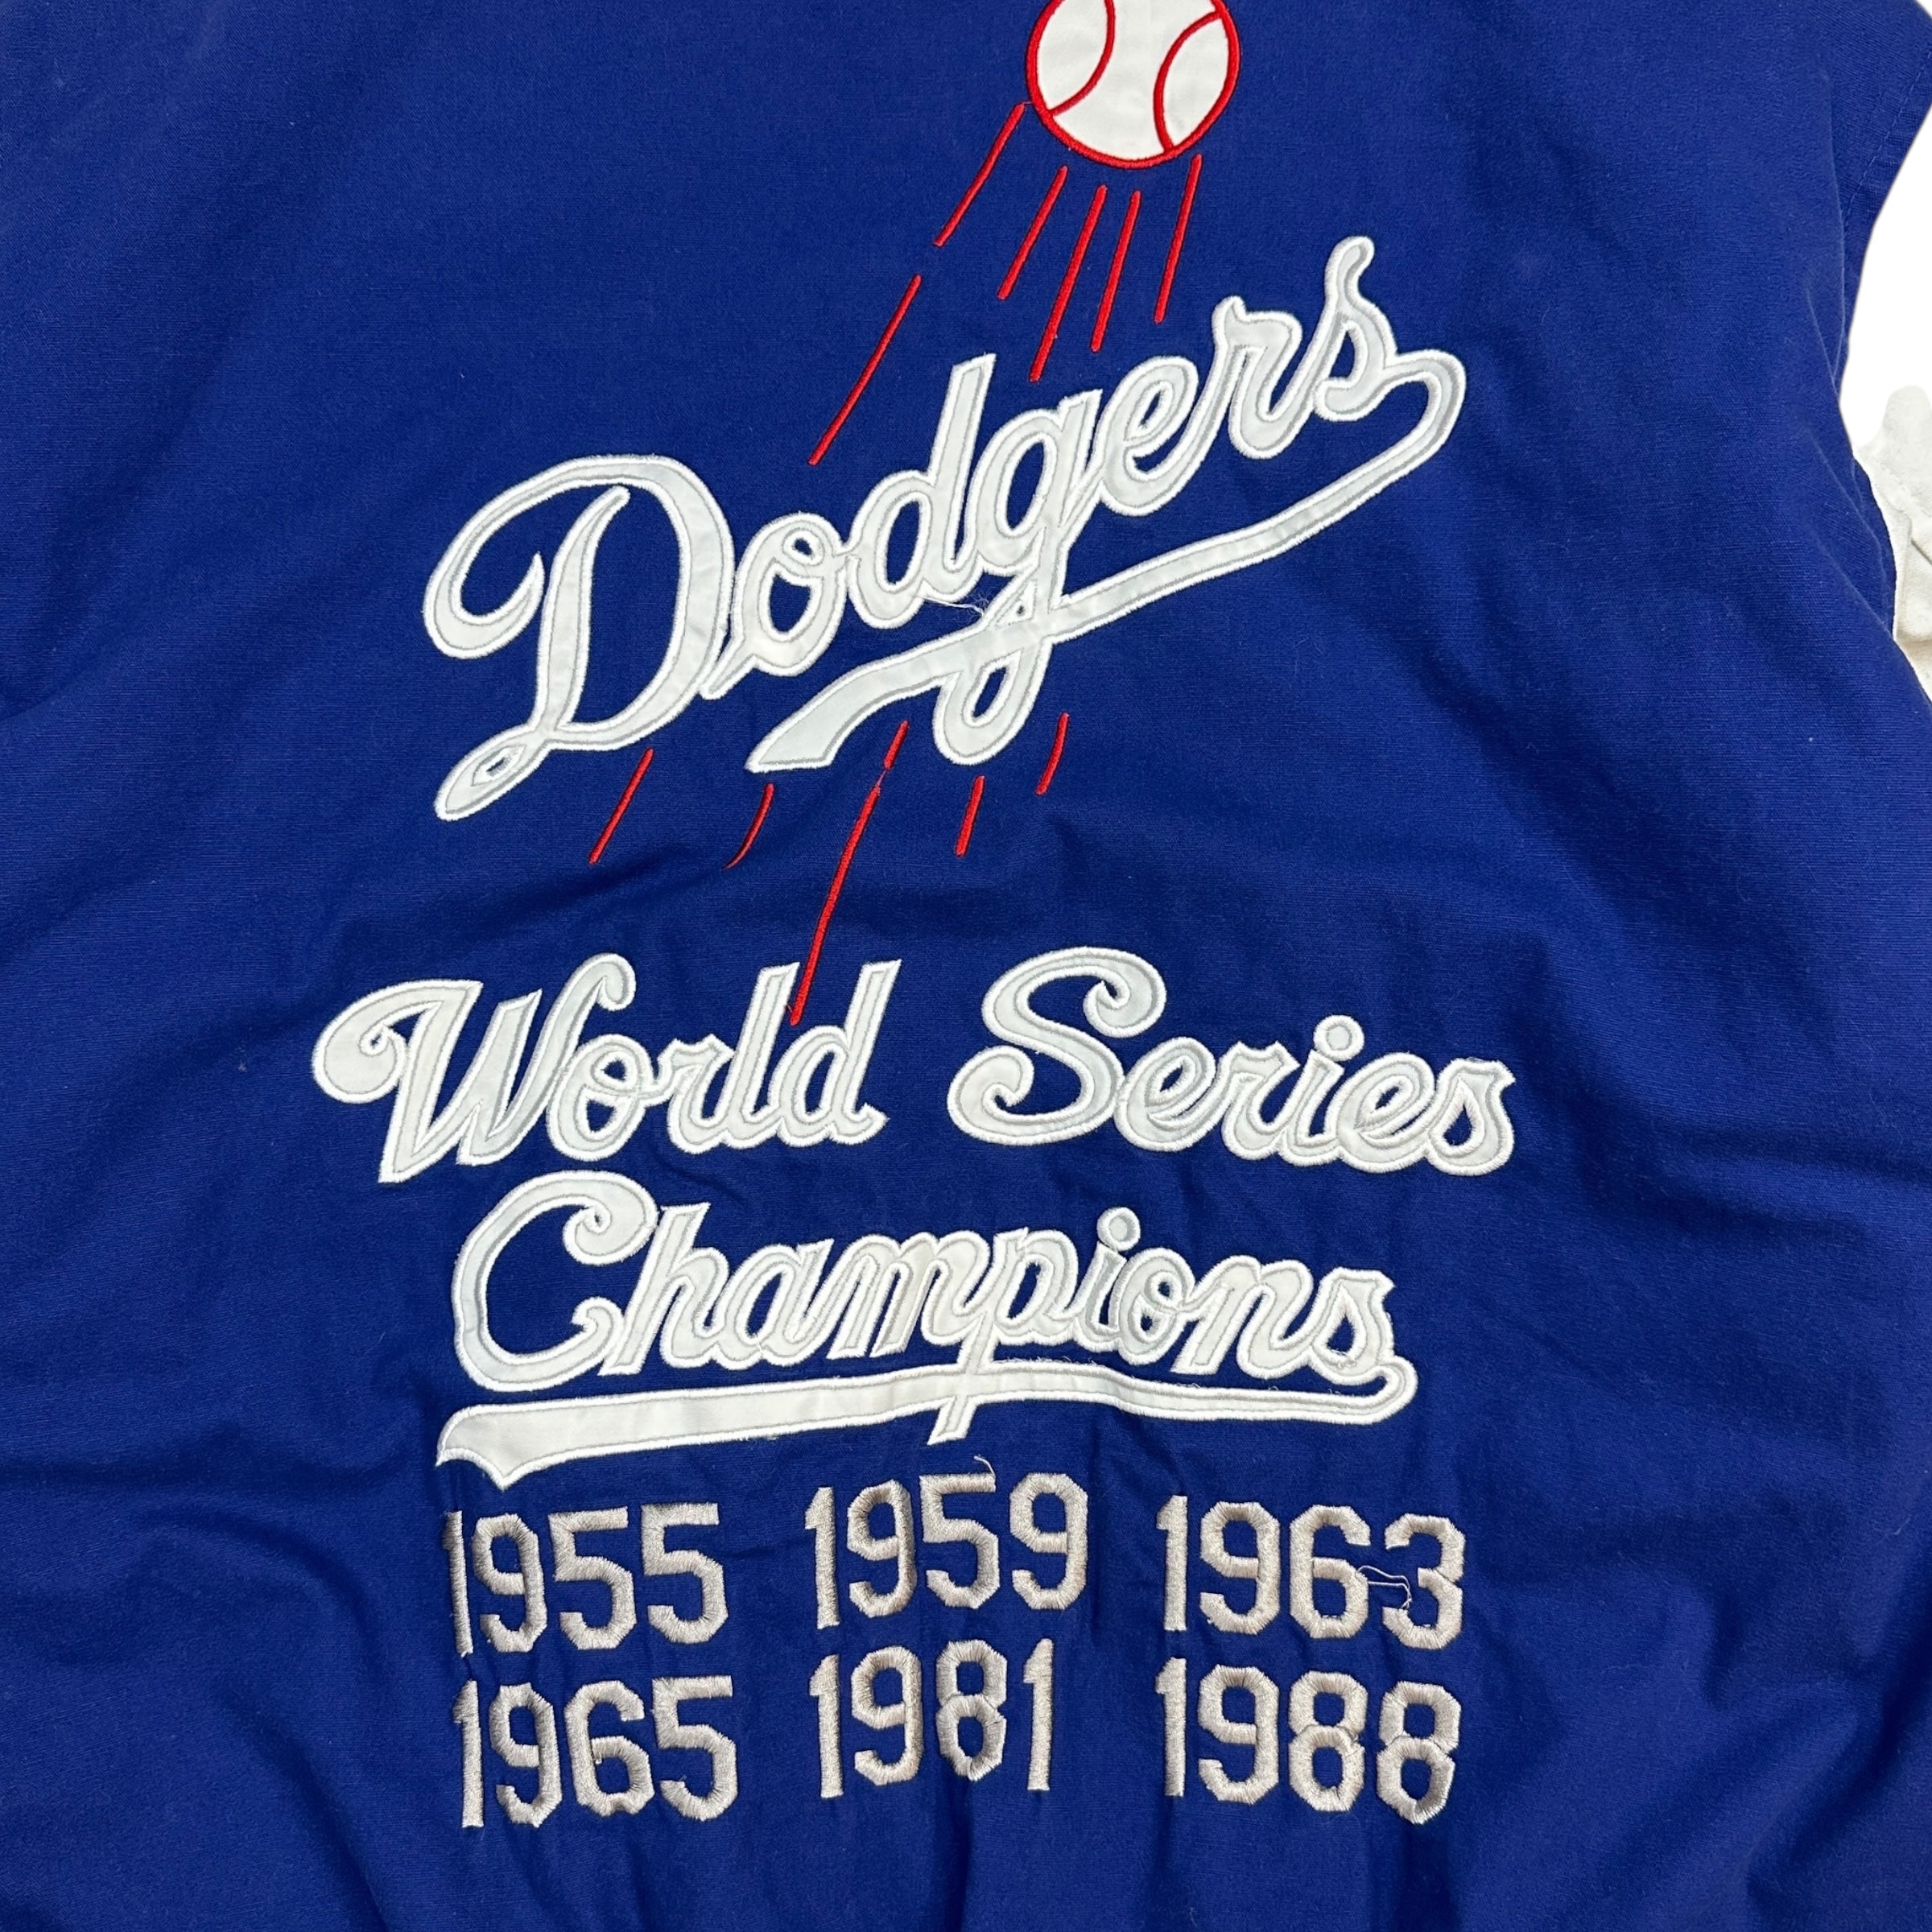 Dodgers
World Series
Champions
1955 1959 1963
1965 1981 1988